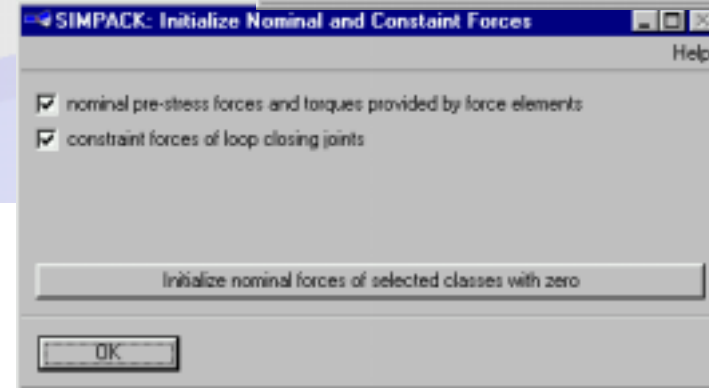 SIMPACK: Initialize Nominal and Constaint Forces
Help
nominal pre-stress forces and torques provided by force elements
constraint forces of loop closing joints
Initialize nominal forces of selected classes with zero
OK